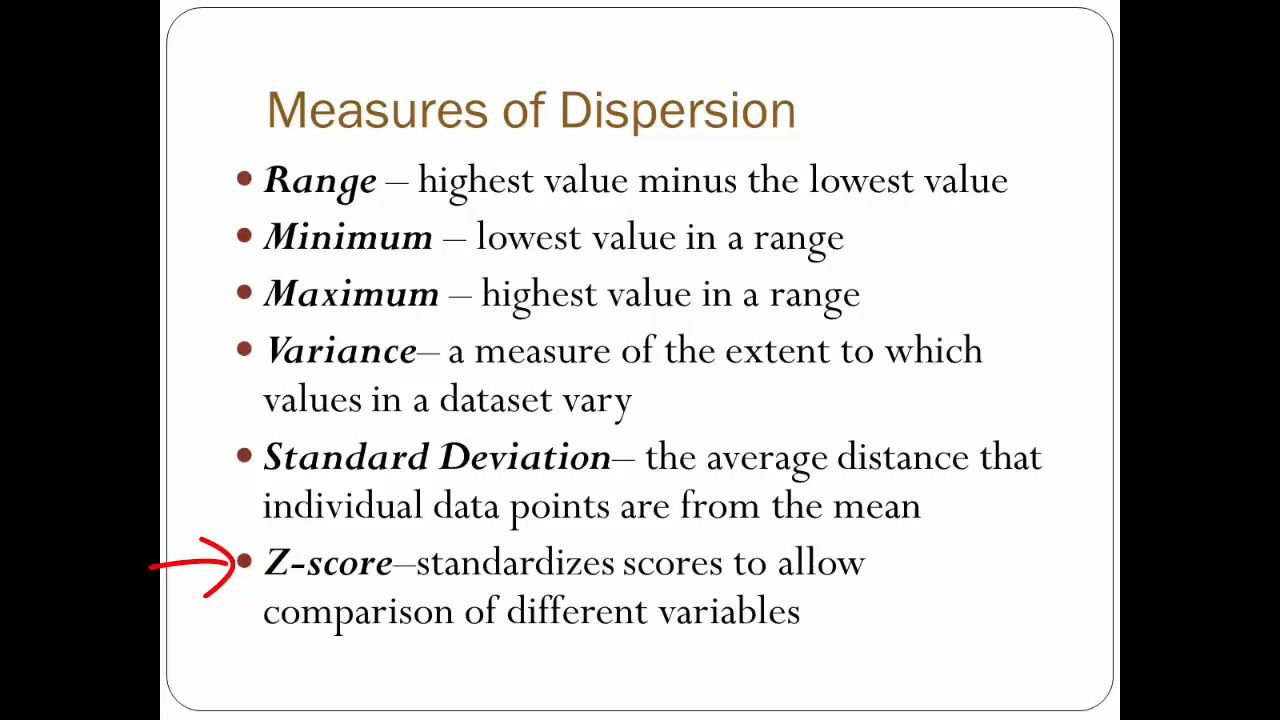 Measures of Dispersion
• Range – highest value minus the lowest value
• Minimum – lowest value in a range
• Maximum – highest value in a range
• Variance– a measure of the extent to which
values in a dataset vary
• Standard Deviation– the average distance that
individual data points are from the mean
• Z-score–standardizes scores to allow
comparison of different variables